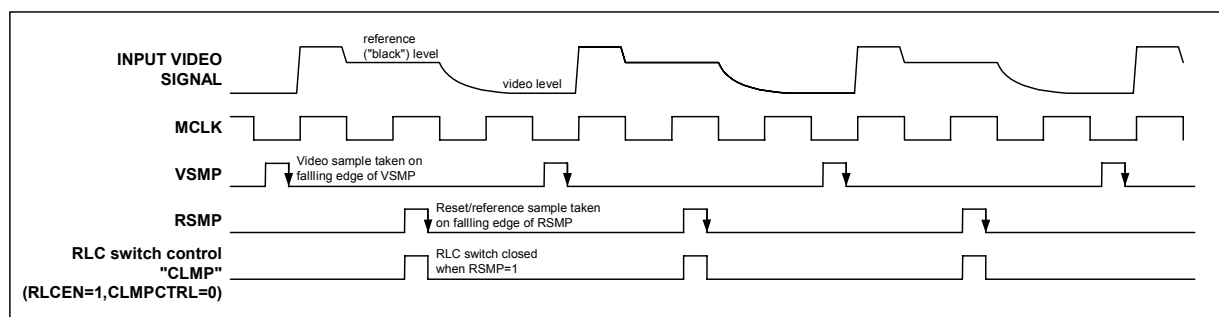 INPUT VIDEO
SIGNAL
reference
("black") level
video level
MCLK
VSMP
Video sample taken on
fallling edge of VSMP
RSMP
Reset/reference sample taken
on fallling edge of RSMP
RLC switch control
"CLMP"
(RLCEN=1,CLMPCTRL=0)
RLC switch closed
when RSMP=1